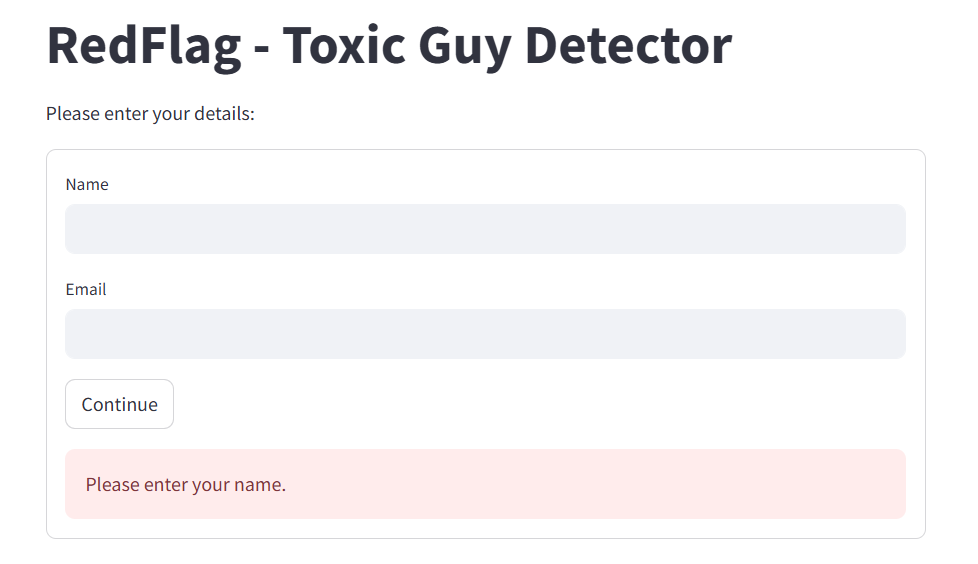 RedFlag - Toxic Guy Detector
Please enter your details:
Name
Email
Continue
Please enter your name.